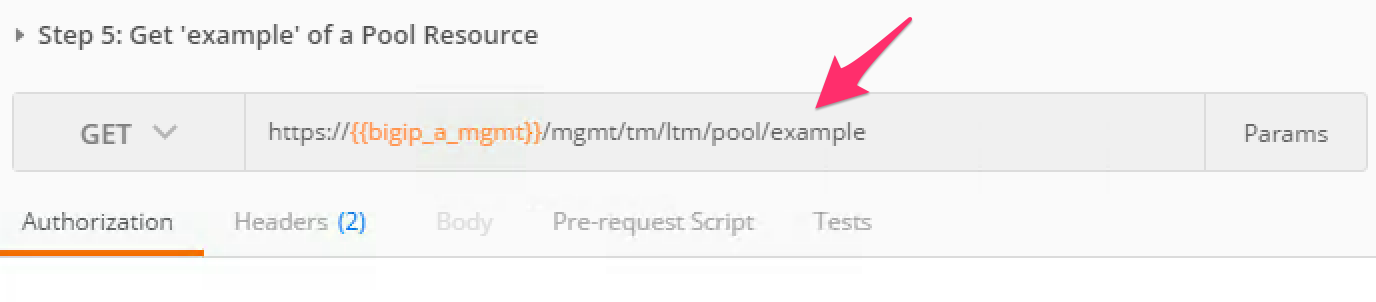 Step 5: Get 'example' of a Pool Resource
GET https://{{bigip_a_mgmt}}/mgmt/tm/ltm/pool/example Params
Authorization Headers (2) Body Pre-request Script Tests